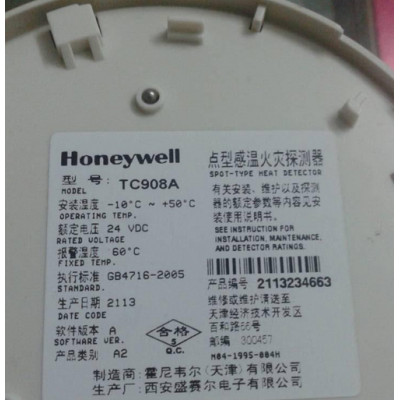 Honeywell
点型感温火灾探测器
SPOT-TYPE HEAT DETECTOR
型 号: TC908A
MODEL
有关安装、维护以及探测
器的额定参数等内容见安
装使用说明书。
安装温度 -10°C ~ +50°C
OPERATING TEMP.
额定电压 24 VDC
RATED VOLTAGE
SEE INSTRUCTION FOR
INSTALLATION, MAINTENANCE,
AND DETECTOR RATINGS.
报警温度 60°C
FIXED TEMP.
执行标准 GB4716-2005
STANDARD.
产品编号 2113234663
生产日期 2113
DATE CODE
维修或维护请送至
天津经济技术开发区
百和路56号
邮编 300457
软件版本 A
SOFTWARE VER.
合格
S
Q.C.
产品类别 A2
M04-1995-004H
制造商: 霍尼韦尔(天津)有限公司
生产厂: 西安盛赛尔电子有限公司